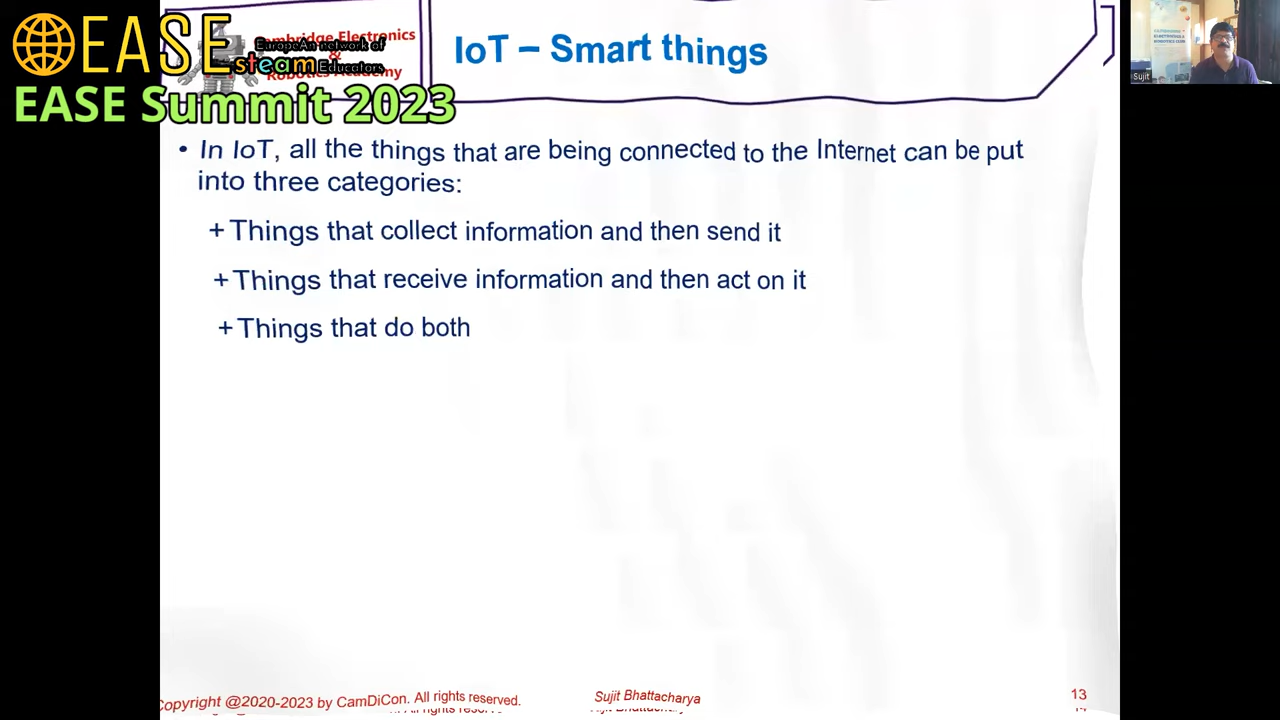 EASE
EuropeAn network of
steam Educators
EASE Summit 2023
Cambridge Electronics
&
Robotics Academy
IoT – Smart things
Sujit
• In IoT, all the things that are being connected to the Internet can be put
into three categories:
+ Things that collect information and then send it
+ Things that receive information and then act on it
+ Things that do both
Copyright @2020-2023 by CamDiCon. All rights reserved.
Sujit Bhattacharya
13